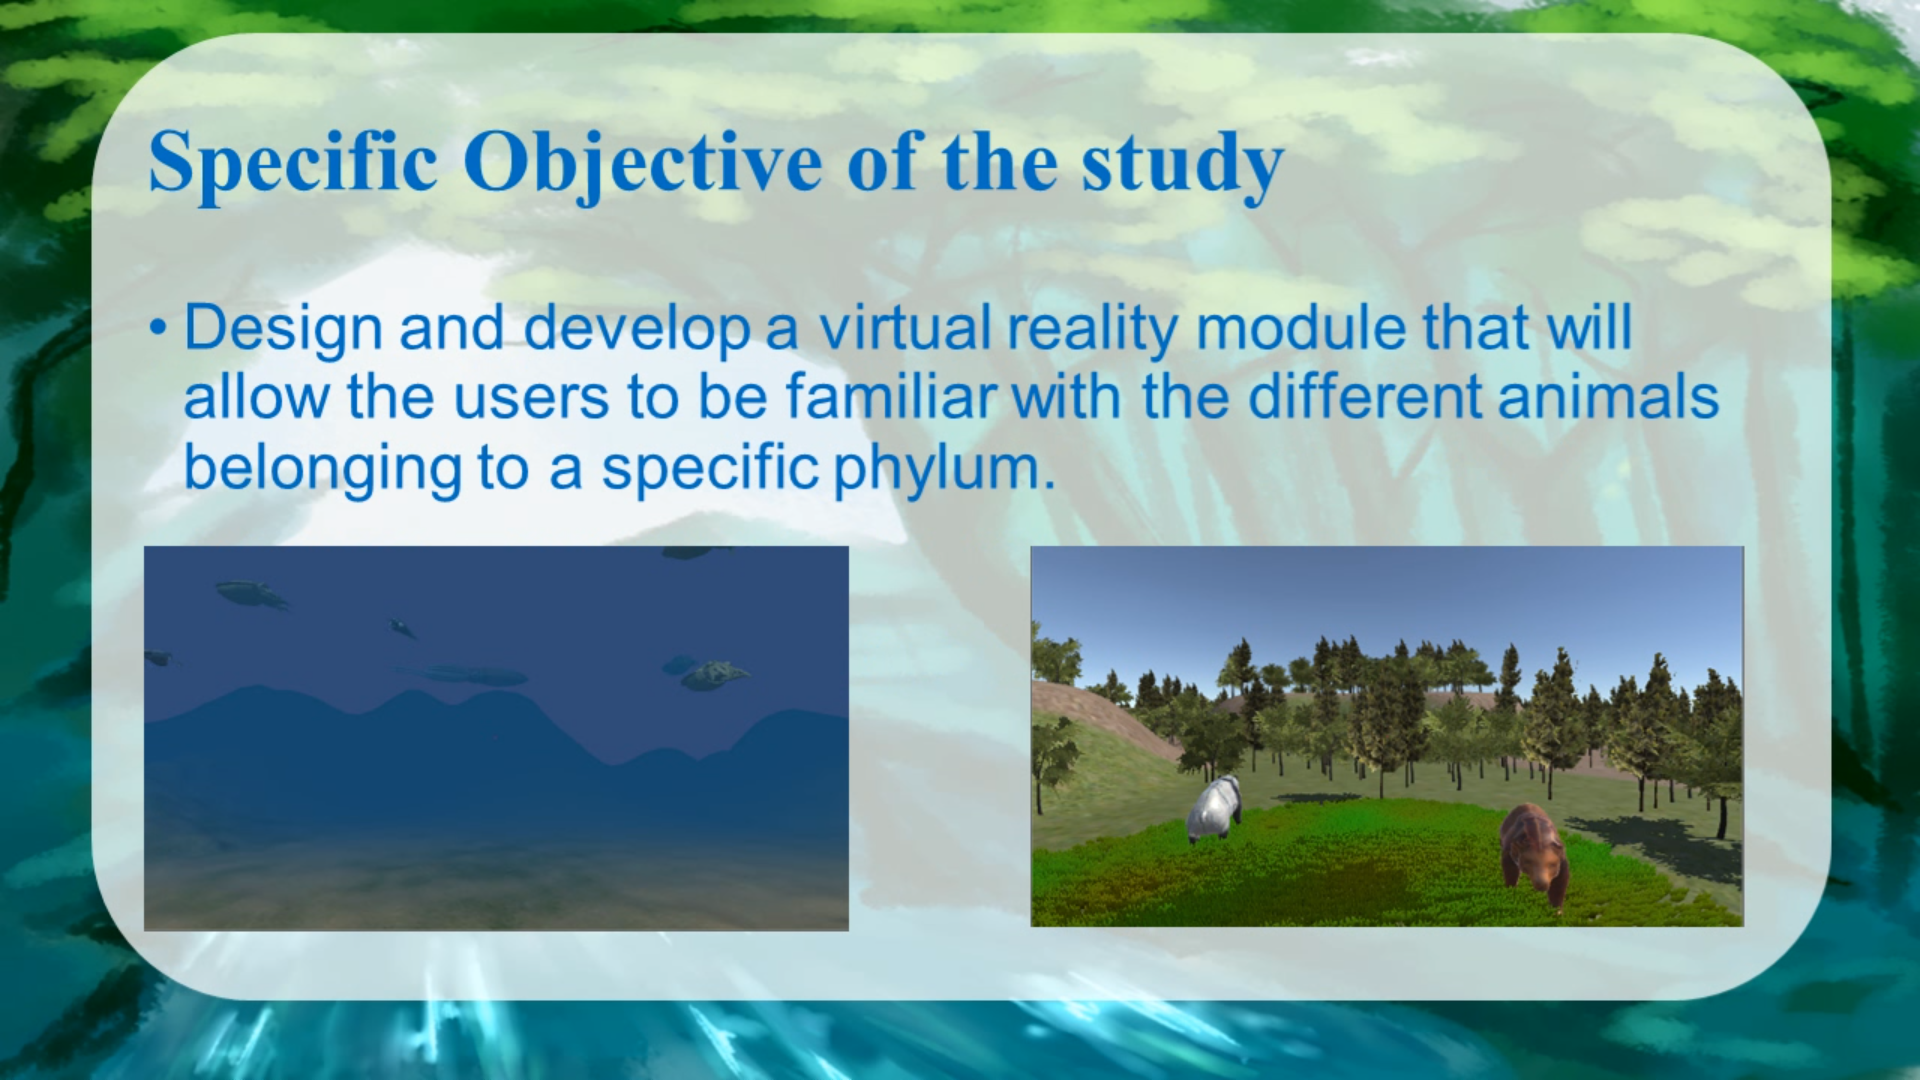 Specific Objective of the study
• Design and develop a virtual reality module that will
allow the users to be familiar with the different animals
belonging to a specific phylum.